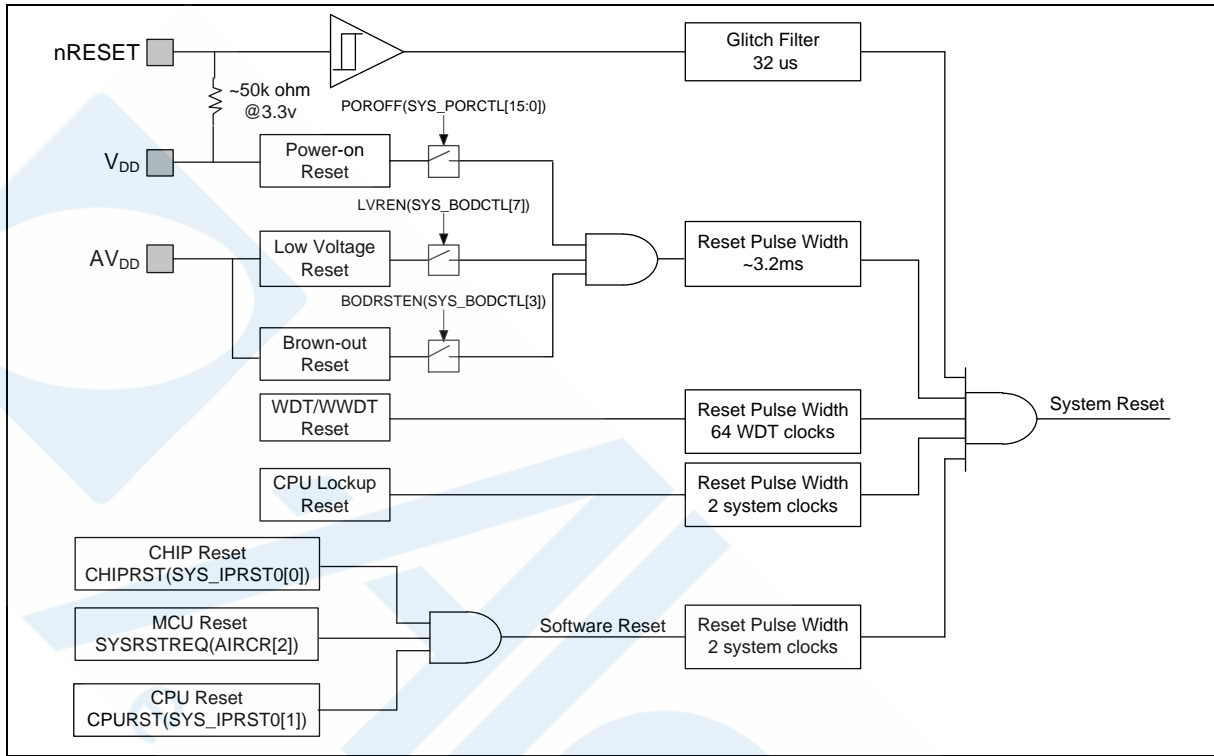 nRESET
Glitch Filter
32 us
~50k ohm
@3.3v
POROFF(SYS_PORCTL[15:0])
VDD
Power-on
Reset
LVREN(SYS_BODCTL[7])
AVDD
Low Voltage
Reset
Reset Pulse Width
~3.2ms
BODRSTEN(SYS_BODCTL[3])
Brown-out
Reset
WDT/WWDT
Reset
Reset Pulse Width
64 WDT clocks
System Reset
CPU Lockup
Reset
Reset Pulse Width
2 system clocks
CHIP Reset
CHIPRST(SYS_IPRST0[0])
MCU Reset
SYSRSTREQ(AIRCR[2])
Software Reset
Reset Pulse Width
2 system clocks
CPU Reset
CPURST(SYS_IPRST0[1])